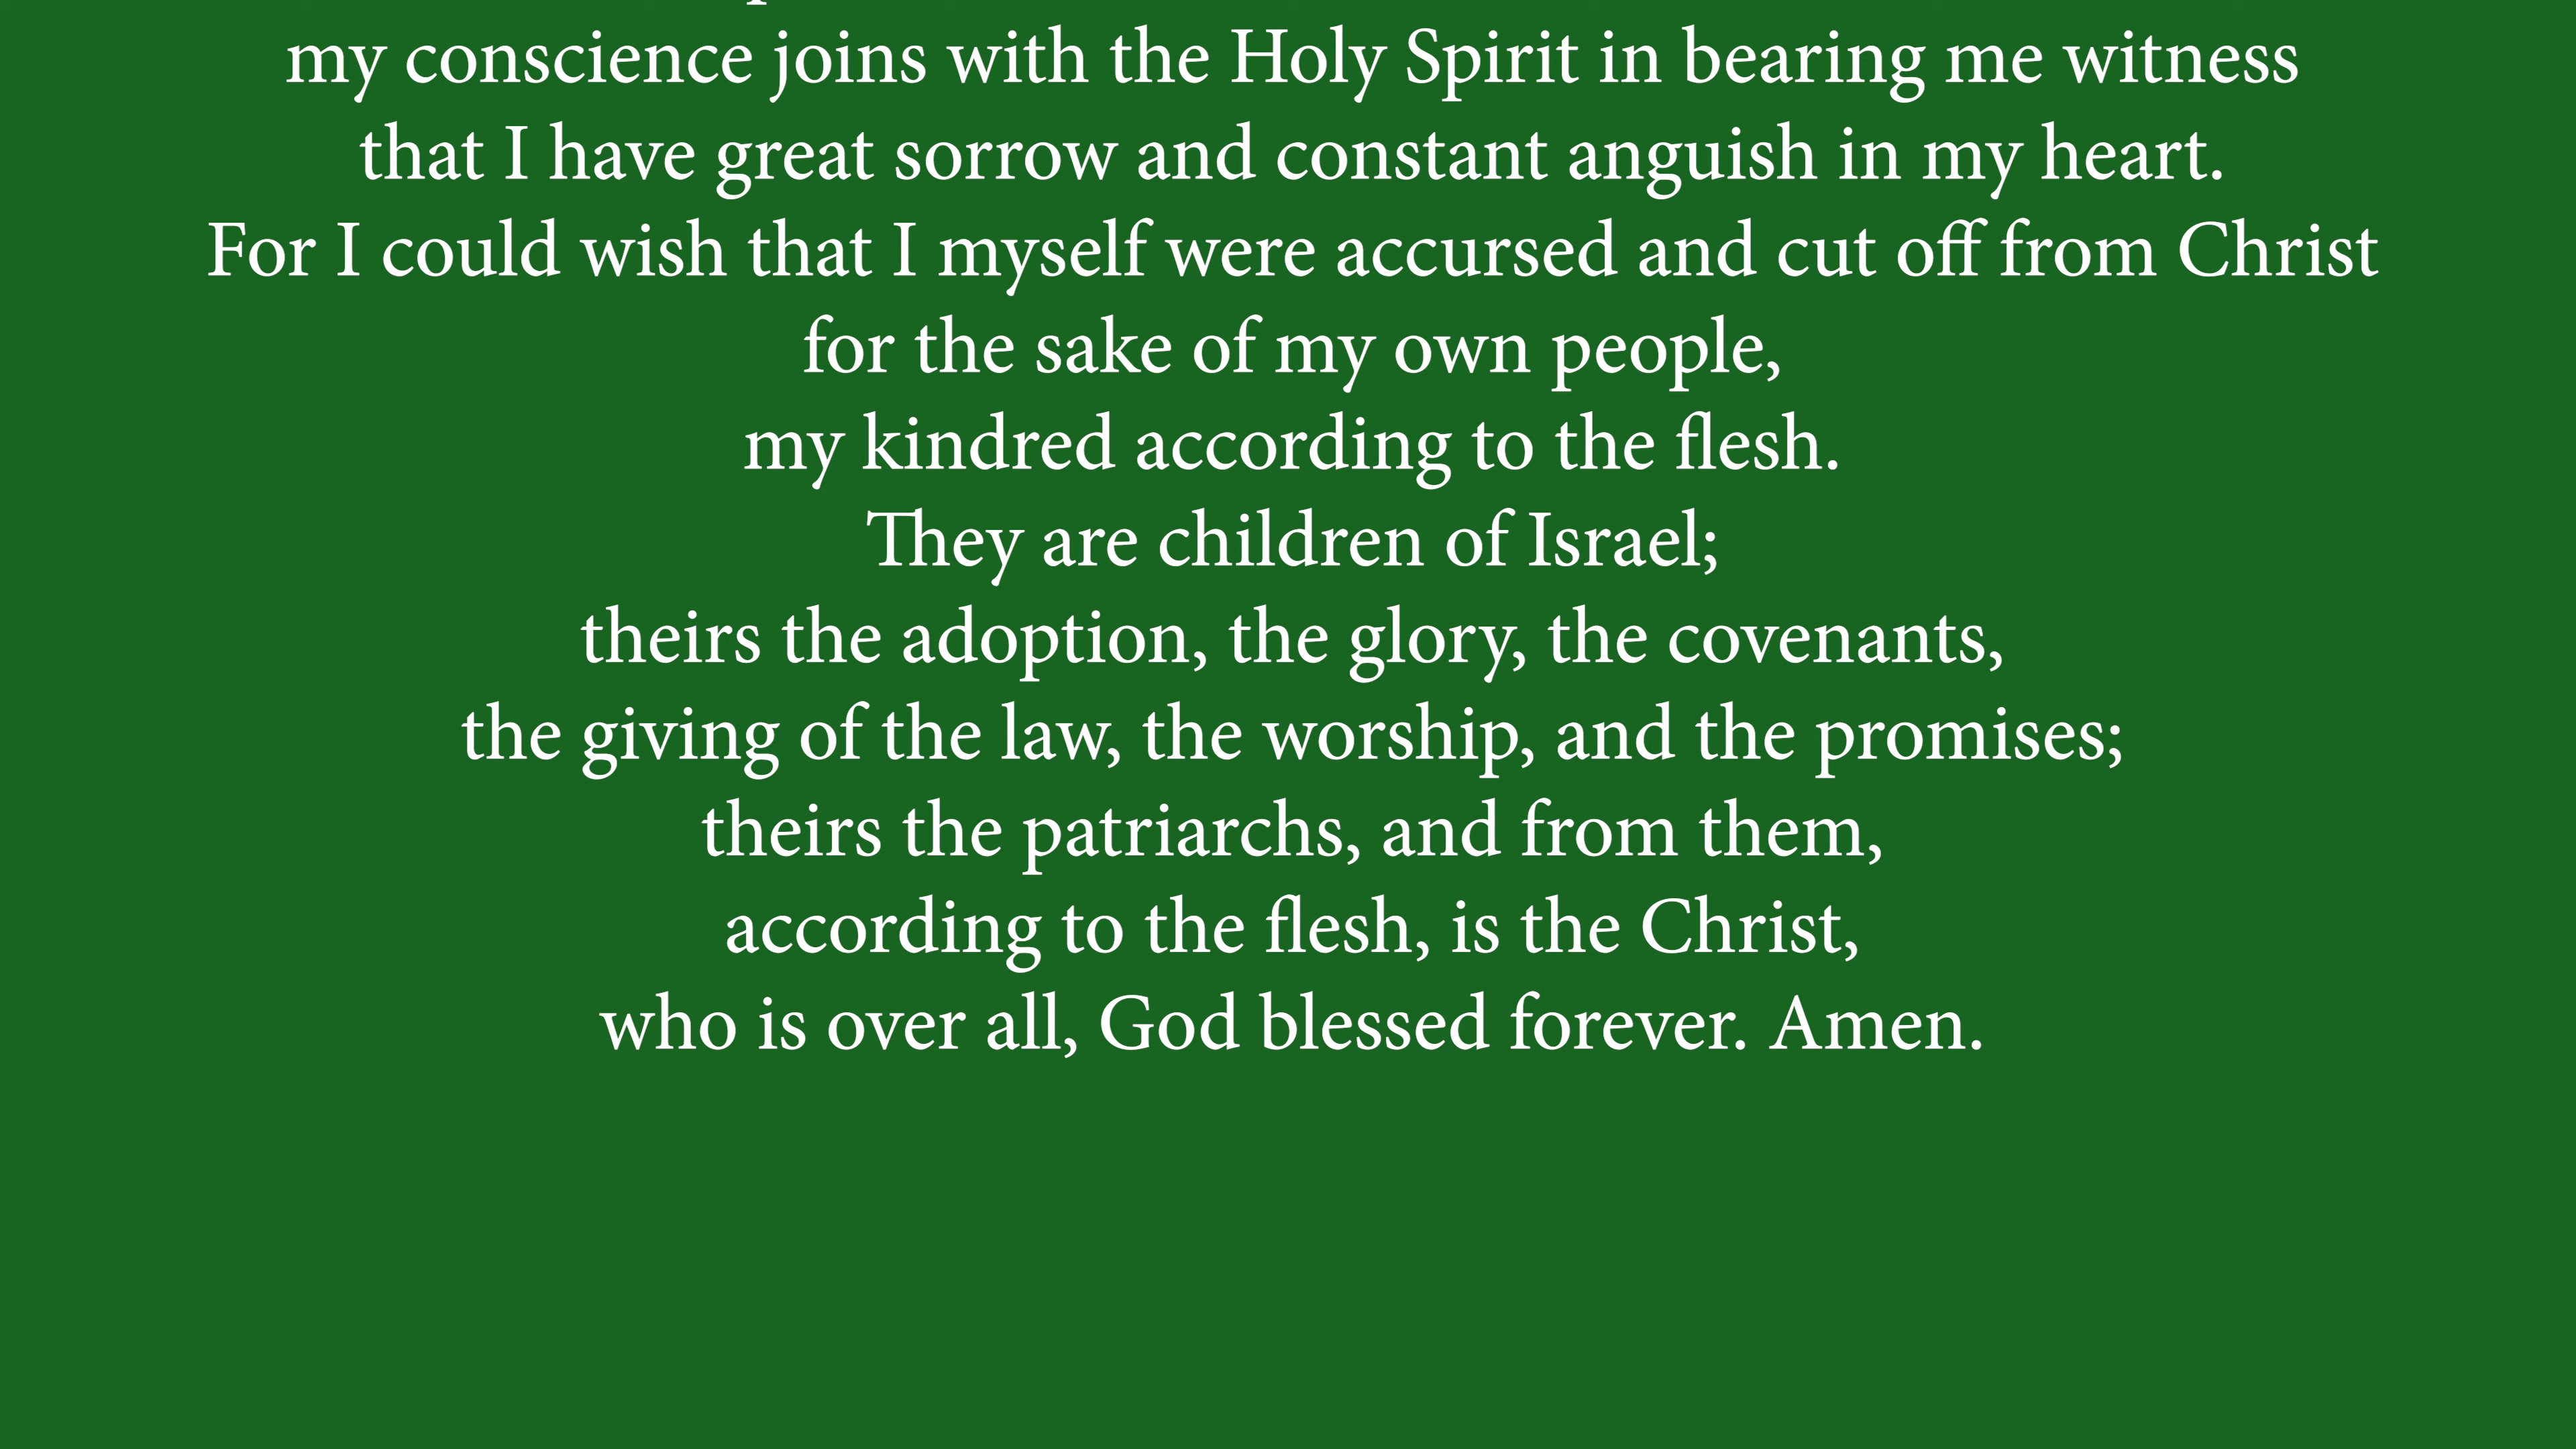 my conscience joins with the Holy Spirit in bearing me witness
that I have great sorrow and constant anguish in my heart.
For I could wish that I myself were accursed and cut off from Christ
for the sake of my own people,
my kindred according to the flesh.
They are children of Israel;
theirs the adoption, the glory, the covenants,
the giving of the law, the worship, and the promises;
theirs the patriarchs, and from them,
according to the flesh, is the Christ,
who is over all, God blessed forever. Amen.